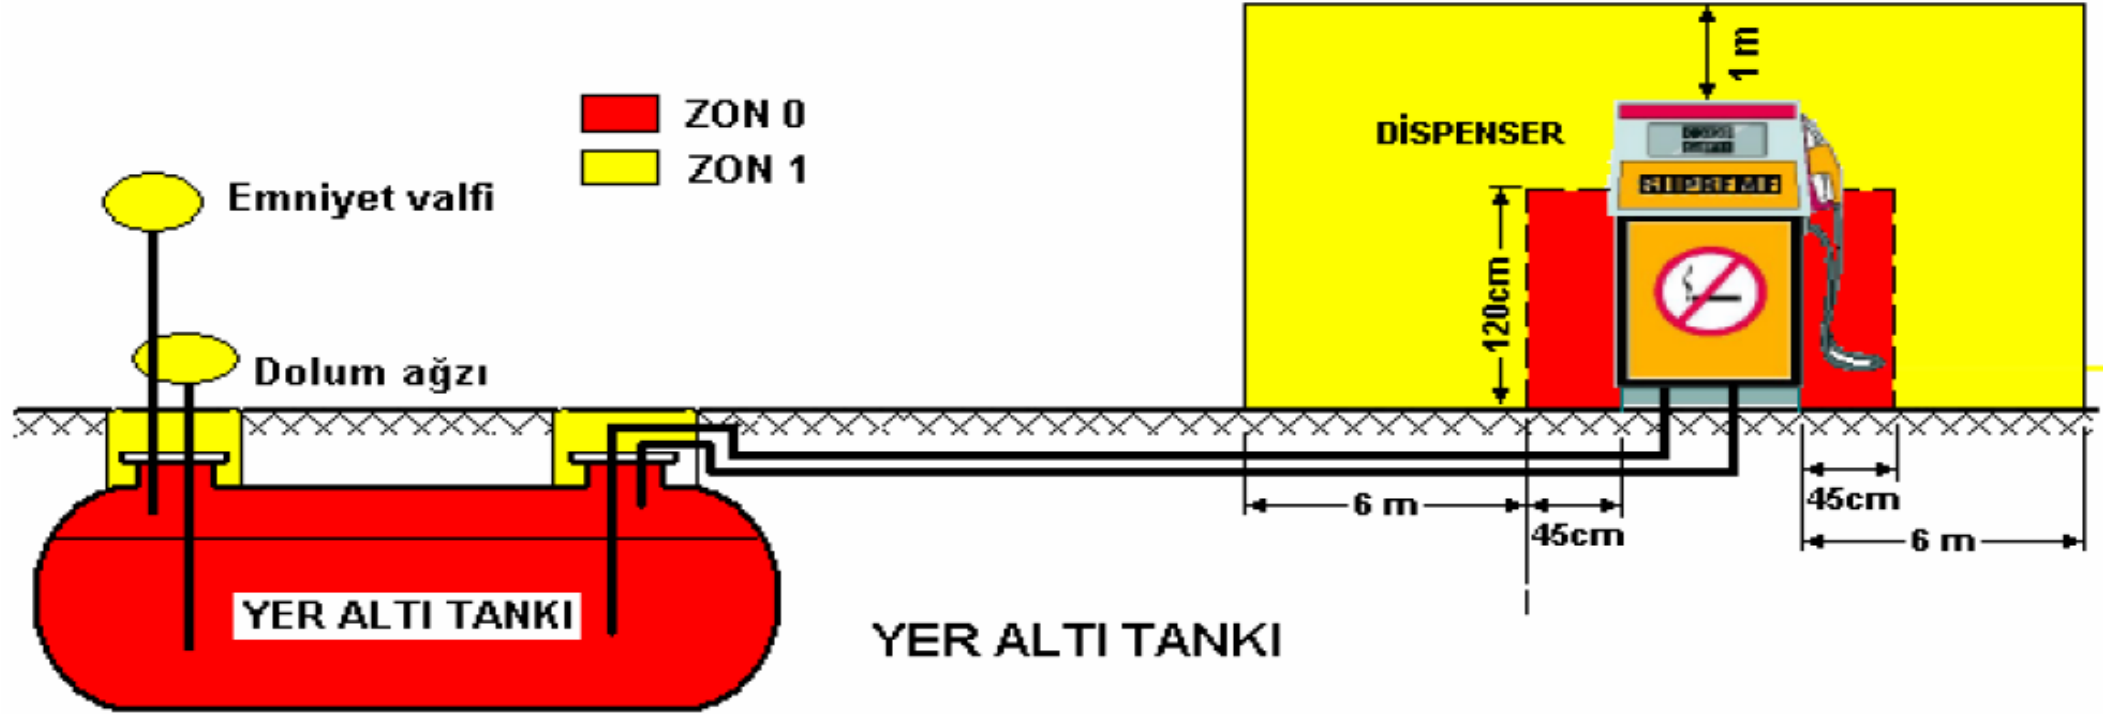 ZON 0
ZON 1
Emniyet valfi
Dolum ağzı
DİSPENSER
1 m
SUPREME
120cm
6 m
45cm
45cm
6 m
YER ALTI TANKI
YER ALTI TANKI